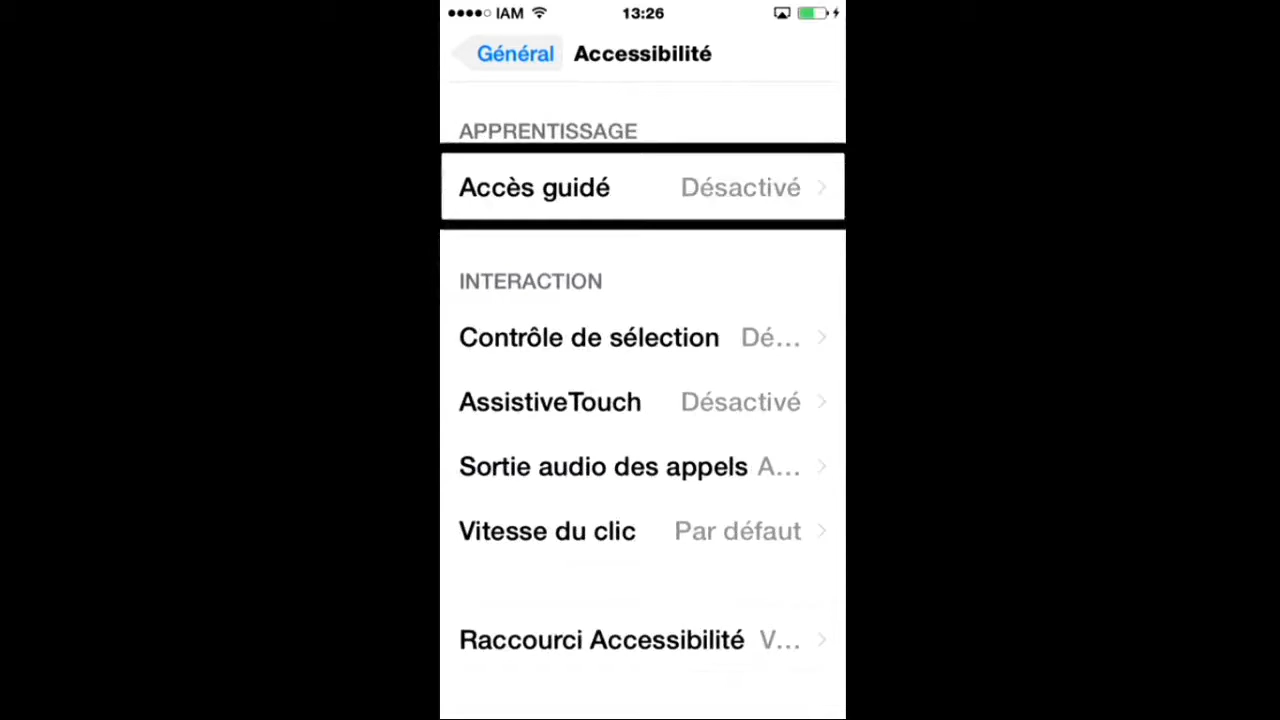 IAM 13:26
Général Accessibilité
APPRENTISSAGE
Accès guidé Désactivé
INTERACTION
Contrôle de sélection Dé...
AssistiveTouch Désactivé
Sortie audio des appels A...
Vitesse du clic Par défaut
Raccourci Accessibilité V...